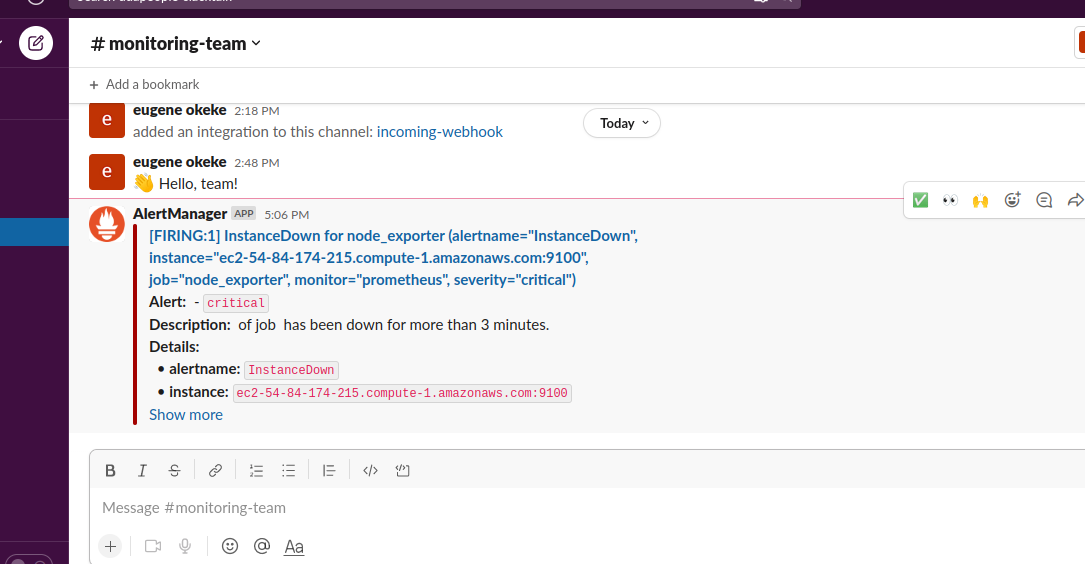 # monitoring-team
+ Add a bookmark
eugene okeke 2:18 PM
added an integration to this channel: incoming-webhook
Today
e
eugene okeke 2:48 PM
e
👋 Hello, team!
AlertManager APP 5:06 PM
[FIRING:1] InstanceDown for node_exporter (alertname="InstanceDown",
instance="ec2-54-84-174-215.compute-1.amazonaws.com:9100",
job="node_exporter", monitor="prometheus", severity="critical")
Alert: - critical
Description: of job has been down for more than 3 minutes.
Details:
• alertname: InstanceDown
• instance: ec2-54-84-174-215.compute-1.amazonaws.com:9100
Show more
B I S
Message #monitoring-team
+ @ Aa